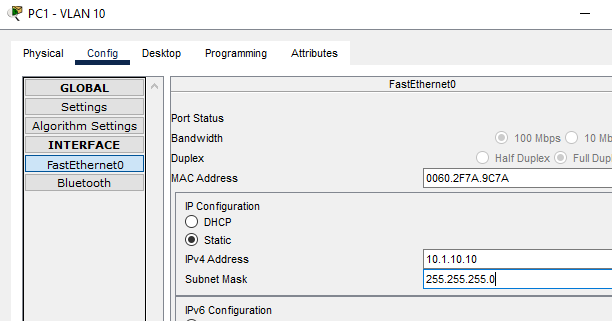 PC1 - VLAN 10
Physical Config Desktop Programming Attributes
GLOBAL
Settings
Algorithm Settings
INTERFACE
FastEthernet0
Bluetooth
FastEthernet0
Port Status
Bandwidth 100 Mbps 10 M
Duplex Half Duplex Full Dup
MAC Address 0060.2F7A.9C7A
IP Configuration
DHCP
Static
IPv4 Address 10.1.10.10
Subnet Mask 255.255.255.0
IPv6 Configuration